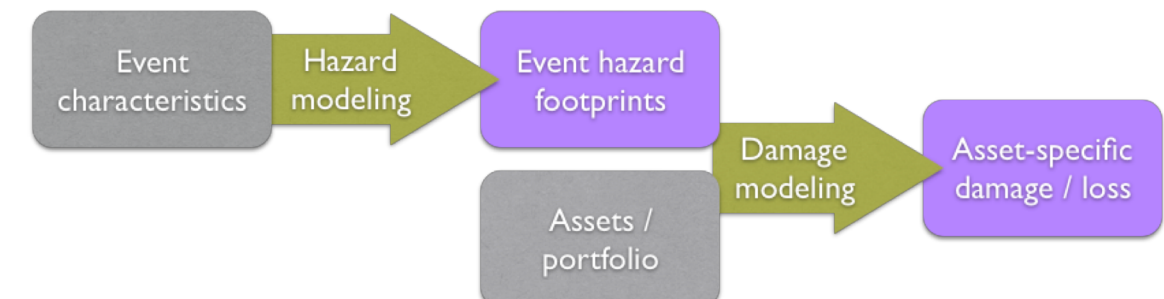 Event
characteristics
Hazard
modeling
Event hazard
footprints
Damage
modeling
Asset-specific
damage / loss
Assets /
portfolio